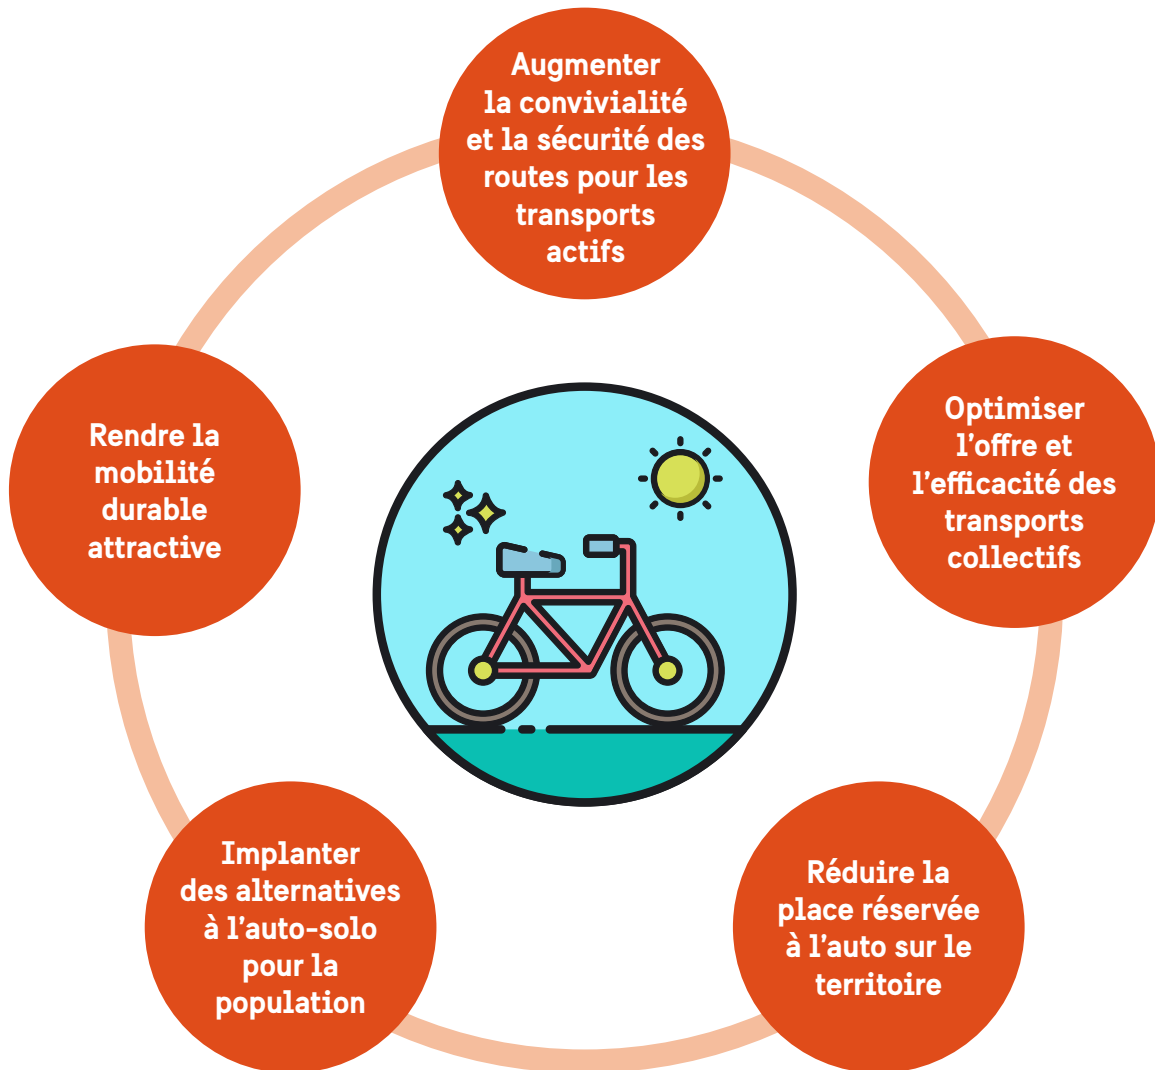 Augmenter
la convivialité
et la sécurité des
routes pour les
transports
actifs
Optimiser
l'offre et
l'efficacité des
transports
collectifs
Réduire la
place réservée
à l'auto sur le
territoire
Implanter
des alternatives
à l'auto-solo
pour la
population
Rendre la
mobilité
durable
attractive